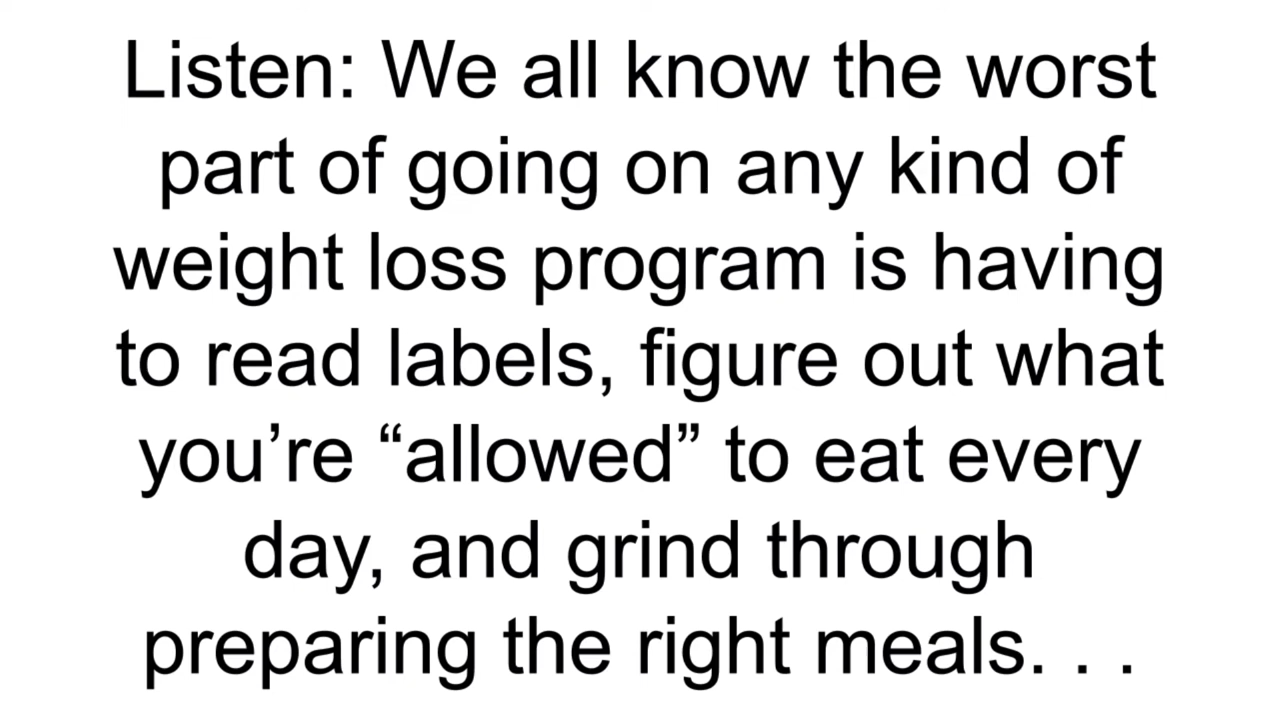 Listen: We all know the worst
part of going on any kind of
weight loss program is having
to read labels, figure out what
you’re “allowed” to eat every
day, and grind through
preparing the right meals. . .